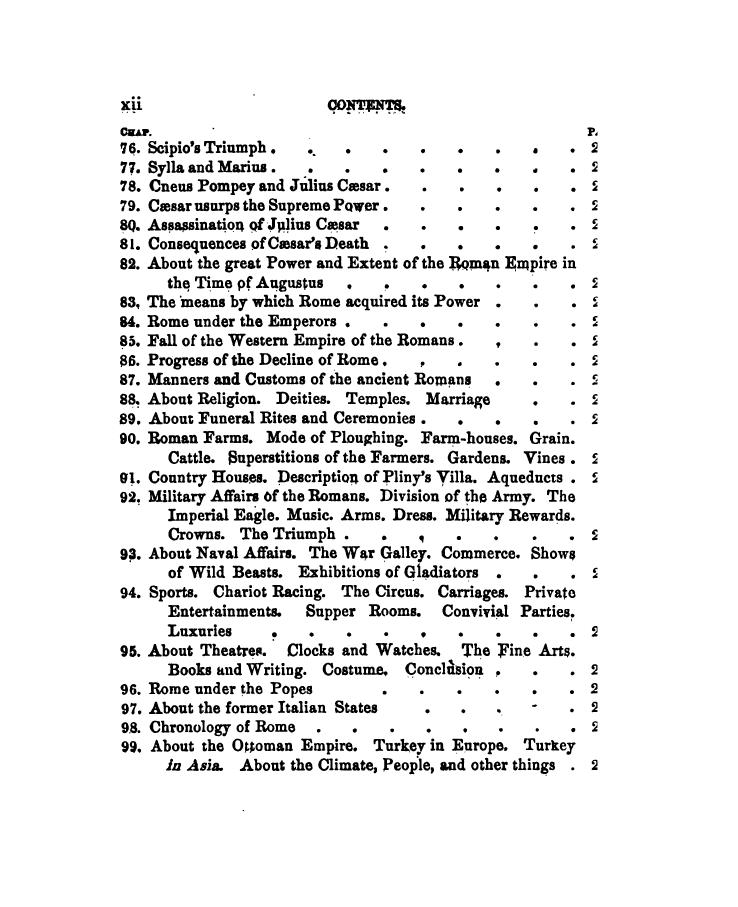 xii CONTENTS.
CHAP. P.
76. Scipio's Triumph . . . . . . . . . 2
77. Sylla and Marius . . . . . . . . . 2
78. Cneus Pompey and Julius Cæsar . . . . . . 2
79. Cæsar usurps the Supreme Power . . . . . . 2
80. Assassination of Julius Cæsar . . . . . . 2
81. Consequences of Cæsar's Death . . . . . . 2
82. About the great Power and Extent of the Roman Empire in
the Time of Augustus . . . . . . . 2
83. The means by which Rome acquired its Power . . . 2
84. Rome under the Emperors . . . . . . . 2
85. Fall of the Western Empire of the Romans . . . . 2
86. Progress of the Decline of Rome . . . . . . 2
87. Manners and Customs of the ancient Romans . . . 2
88. About Religion. Deities. Temples. Marriage . . 2
89. About Funeral Rites and Ceremonies . . . . . 2
90. Roman Farms. Mode of Ploughing. Farm-houses. Grain.
Cattle. Superstitions of the Farmers. Gardens. Vines . 2
91. Country Houses. Description of Pliny's Villa. Aqueducts . 2
92. Military Affairs of the Romans. Division of the Army. The
Imperial Eagle. Music. Arms. Dress. Military Rewards.
Crowns. The Triumph . . . . . . . 2
93. About Naval Affairs. The War Galley. Commerce. Shows
of Wild Beasts. Exhibitions of Gladiators . . . 2
94. Sports. Chariot Racing. The Circus. Carriages. Private
Entertainments. Supper Rooms. Convivial Parties.
Luxuries . . . . . . . . . 2
95. About Theatres. Clocks and Watches. The Fine Arts.
Books and Writing. Costume. Conclusion . . . 2
96. Rome under the Popes . . . . . . 2
97. About the former Italian States . . . . . 2
98. Chronology of Rome . . . . . . . . 2
99. About the Ottoman Empire. Turkey in Europe. Turkey
in Asia. About the Climate, People, and other things . 2